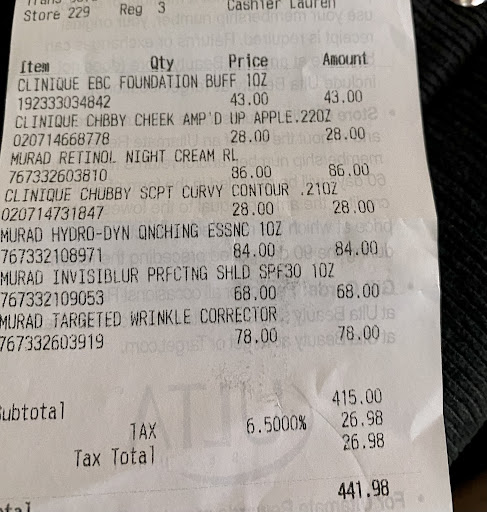 Store 229 Reg 3 Cashier Lauren
Item Qty Price Amount
CLINIQUE EBC FOUNDATION BUFF 1OZ
192333034842 43.00 43.00
CLINIQUE CHBBY CHEEK AMP'D UP APPLE.22OZ
020714668778 28.00 28.00
MURAD RETINOL NIGHT CREAM RL
767332603810 86.00 86.00
CLINIQUE CHUBBY SCPT CURVY CONTOUR .21OZ
020714731847 28.00 28.00
MURAD HYDRO-DYN QNCHING ESSNC 1OZ
767332108971 84.00 84.00
MURAD INVISIBLUR PRFCTNG SHLD SPF30 1OZ
767332109053 68.00 68.00
MURAD TARGETED WRINKLE CORRECTOR
767332603919 78.00 78.00
Subtotal 415.00
TAX 6.5000% 26.98
Tax Total 26.98
441.98